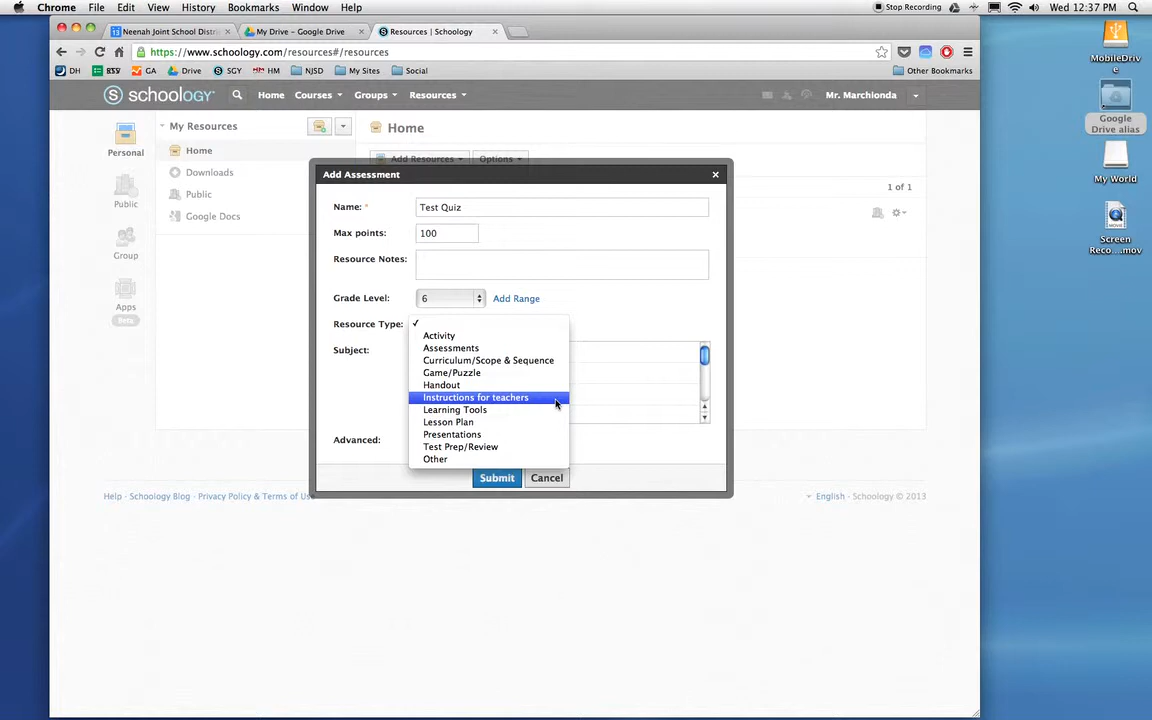 Chrome File Edit View History Bookmarks Window Help Stop Recording Wed 12:37 PM
Neenah Joint School Distri My Drive – Google Drive Resources | Schoology
https://www.schoology.com/resources#/resources
DH RSV GA Drive SGY HM NJSD My Sites Social Other Bookmarks
S schoology Home Courses Groups Resources Mr. Marchionda
Personal
Public
Group
Apps
Beta
My Resources
Home
Downloads
Public
Google Docs
Home
Add Resources Options
1 of 1
Add Assessment
Name: * Test Quiz
Max points: 100
Resource Notes:
Grade Level: 6 Add Range
Resource Type: ✓
Activity
Assessments
Curriculum/Scope & Sequence
Game/Puzzle
Handout
Instructions for teachers
Learning Tools
Lesson Plan
Presentations
Test Prep/Review
Other
Subject:
Advanced:
Submit Cancel
Help · Schoology Blog · Privacy Policy & Terms of Use English · Schoology © 2013
MobileDriv
e
Google
Drive alias
My World
Screen
Reco....mov